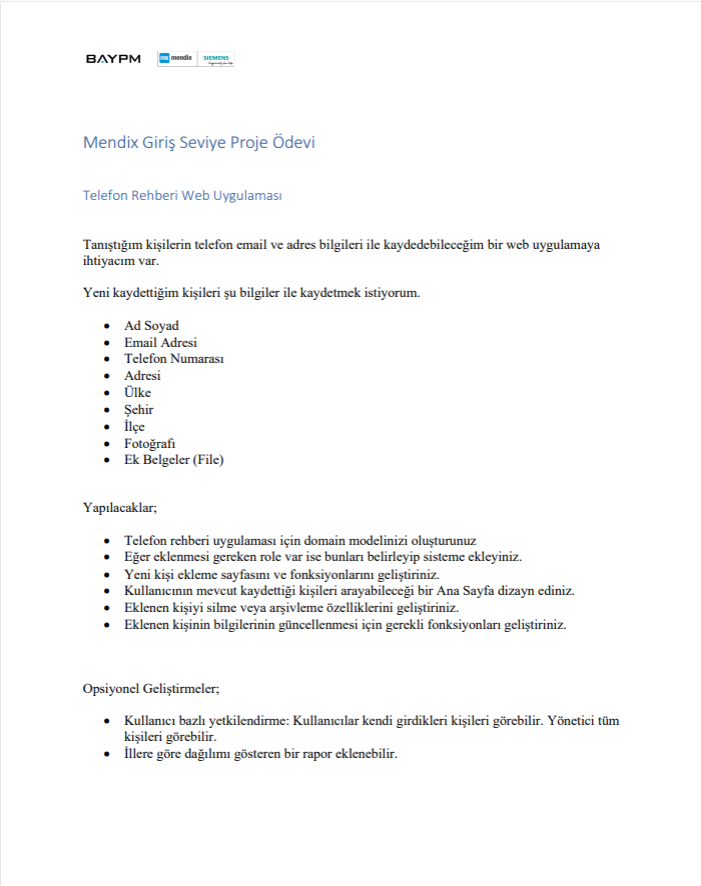 BAYPM mx mendix SIEMENS
Mendix Giriş Seviye Proje Ödevi
Telefon Rehberi Web Uygulaması
Tanıştığım kişilerin telefon email ve adres bilgileri ile kaydedebileceğim bir web uygulamaya
ihtiyacım var.
Yeni kaydettiğim kişileri şu bilgiler ile kaydetmek istiyorum.
• Ad Soyad
• Email Adresi
• Telefon Numarası
• Adresi
• Ülke
• Şehir
• İlçe
• Fotoğrafı
• Ek Belgeler (File)
Yapılacaklar;
• Telefon rehberi uygulaması için domain modelinizi oluşturunuz
• Eğer eklenmesi gereken role var ise bunları belirleyip sisteme ekleyiniz.
• Yeni kişi ekleme sayfasını ve fonksiyonlarını geliştiriniz.
• Kullanıcının mevcut kaydettiği kişileri arayabileceği bir Ana Sayfa dizayn ediniz.
• Eklenen kişiyi silme veya arşivleme özelliklerini geliştiriniz.
• Eklenen kişinin bilgilerinin güncellenmesi için gerekli fonksiyonları geliştiriniz.
Opsiyonel Geliştirmeler;
• Kullanıcı bazlı yetkilendirme: Kullanıcılar kendi girdikleri kişileri görebilir. Yönetici tüm
kişileri görebilir.
• İllere göre dağılımı gösteren bir rapor eklenebilir.